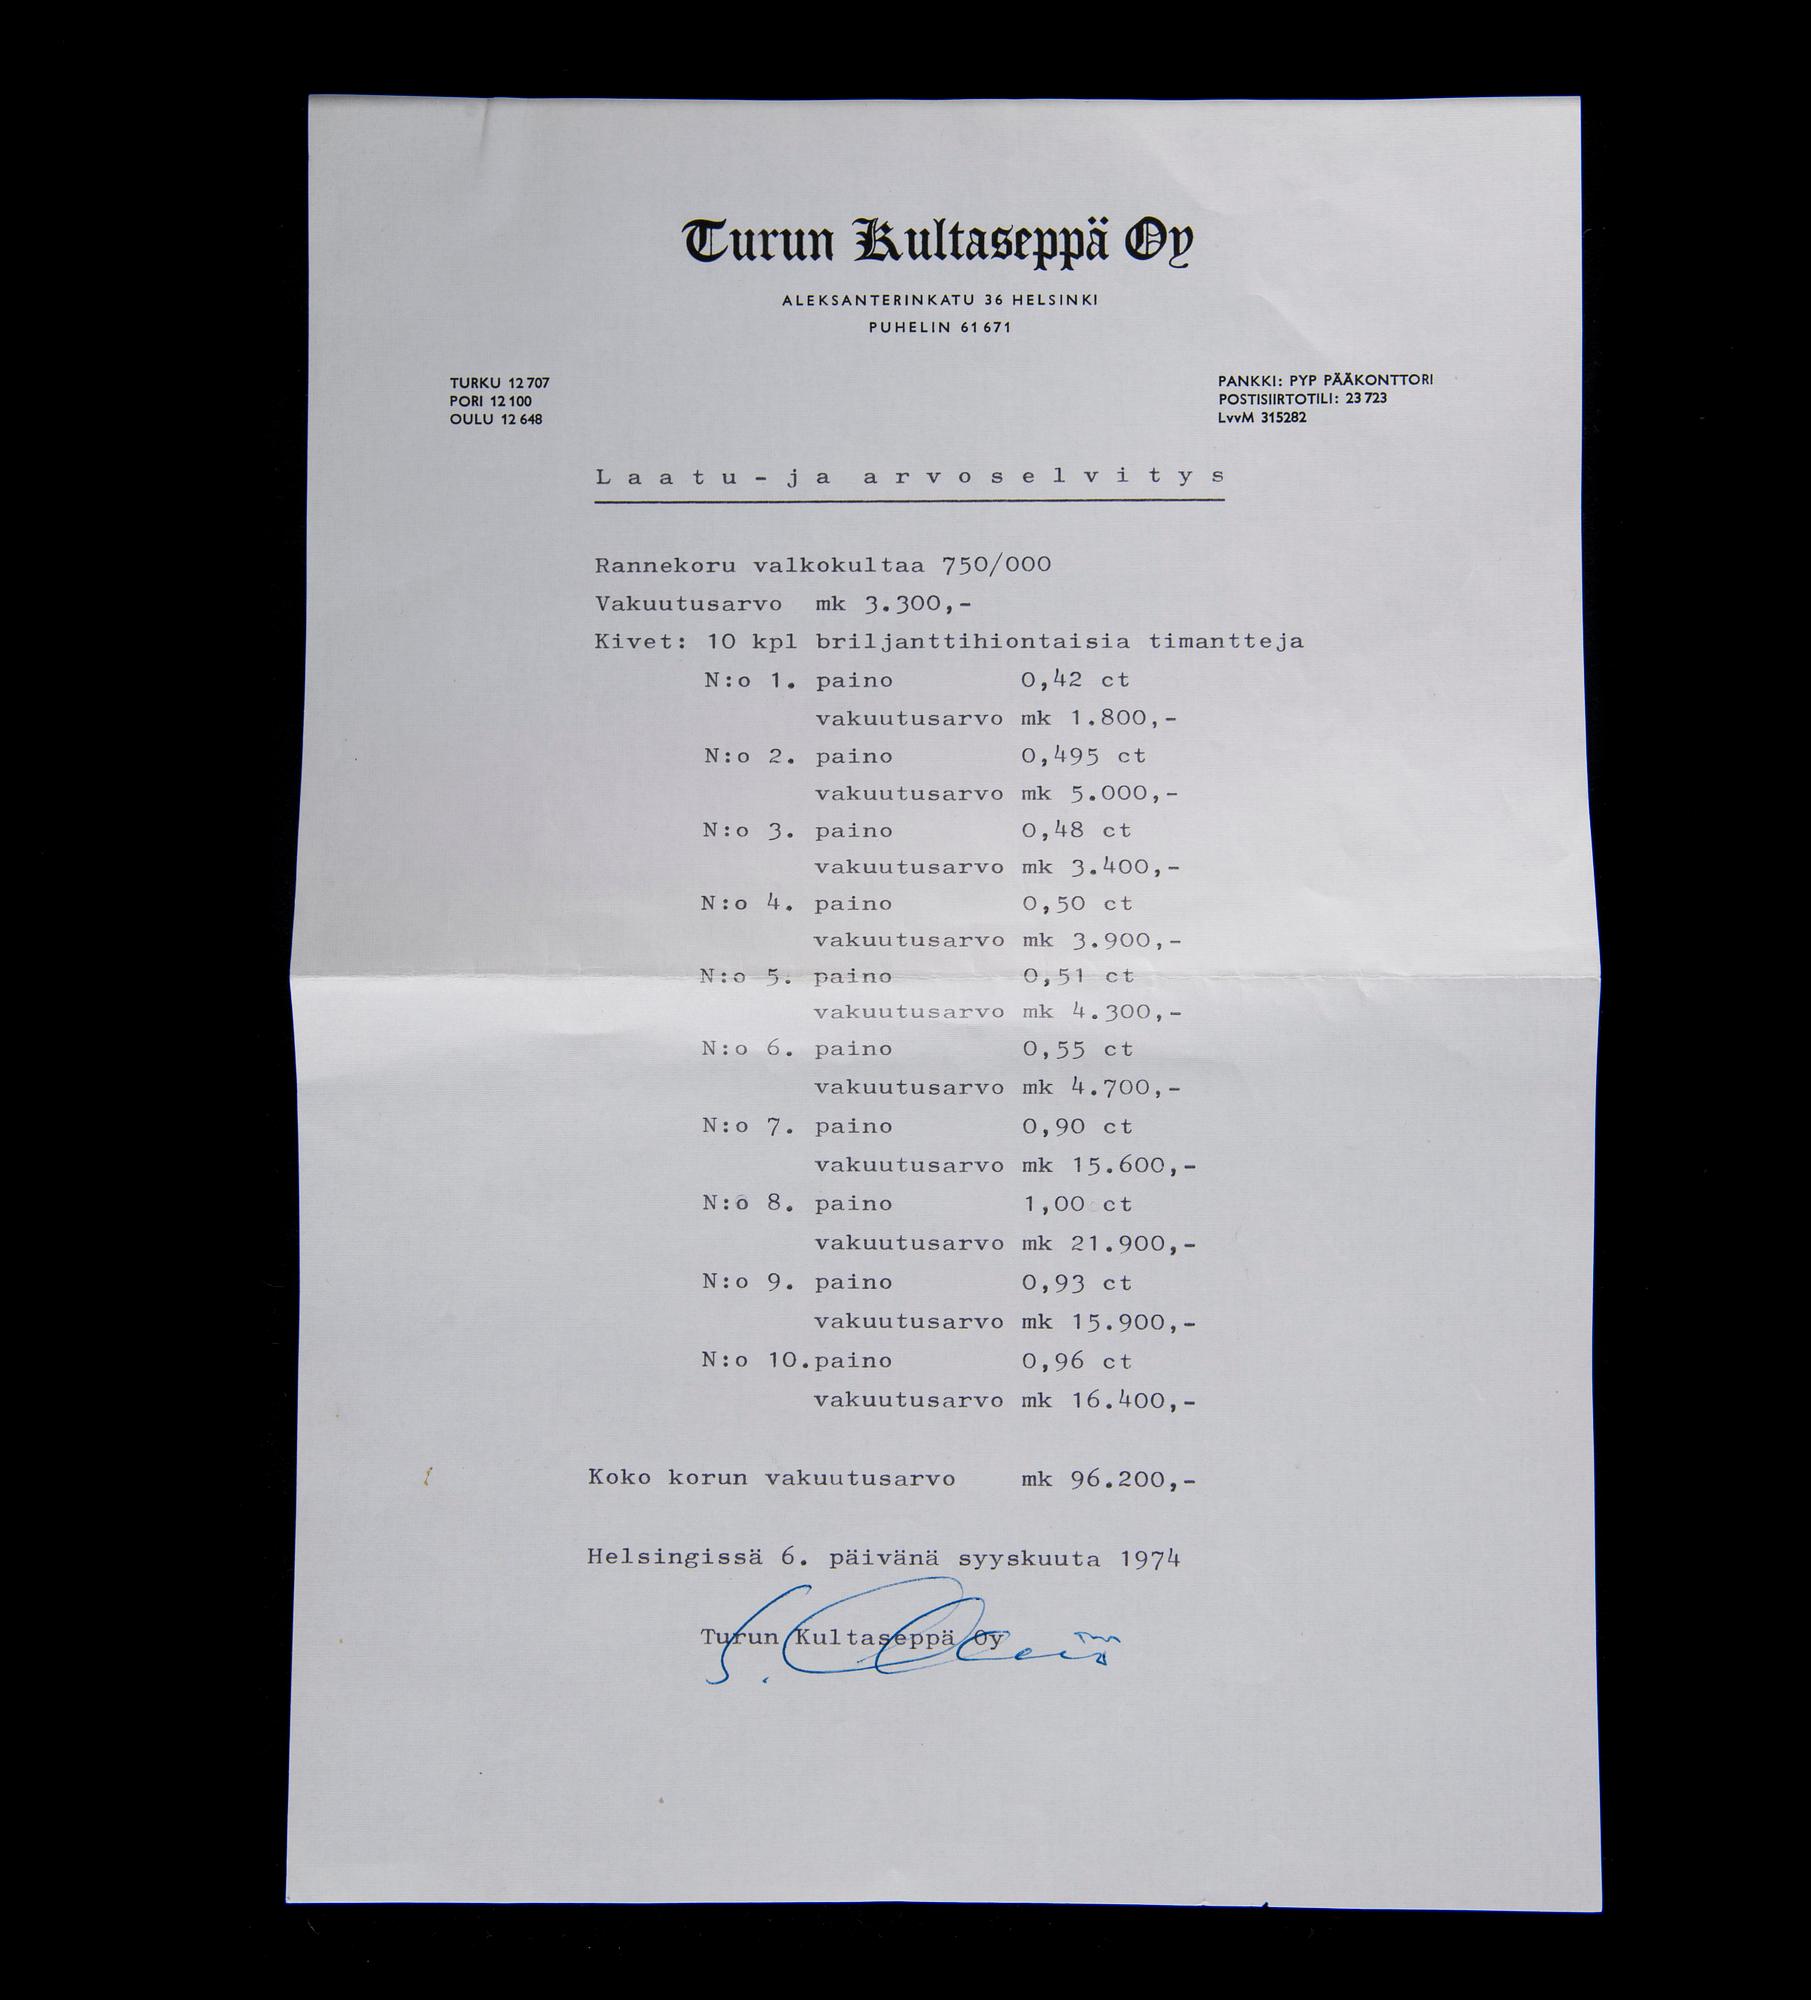 Turun Kultaseppä Oy
ALEKSANTERINKATU 36 HELSINKI
PUHELIN 61 671
TURKU 12 707
PORI 12 100
OULU 12 648
PANKKI: PYP PÄÄKONTTORI
POSTISIIRTOTILI: 23 723
LvvM 315282
Laatu-ja arvoselvitys
Rannekoru valkokultaa 750/000
Vakuutusarvo mk 3.300,-
Kivet: 10 kpl briljanttihiontaisia timantteja
N:o 1. paino 0,42 ct
vakuutusarvo mk 1.800,-
N:o 2. paino 0,495 ct
vakuutusarvo mk 5.000,-
N:o 3. paino 0,48 ct
vakuutusarvo mk 3.400,-
N:o 4. paino 0,50 ct
vakuutusarvo mk 3.900,-
N:o 5. paino 0,51 ct
vakuutusarvo mk 4.300,-
N:o 6. paino 0,55 ct
vakuutusarvo mk 4.700,-
N:o 7. paino 0,90 ct
vakuutusarvo mk 15.600,-
N:o 8. paino 1,00 ct
vakuutusarvo mk 21.900,-
N:o 9. paino 0,93 ct
vakuutusarvo mk 15.900,-
N:o 10.paino 0,96 ct
vakuutusarvo mk 16.400,-
Koko korun vakuutusarvo mk 96.200,-
Helsingissä 6. päivänä syyskuuta 1974
Turun Kultaseppä Oy